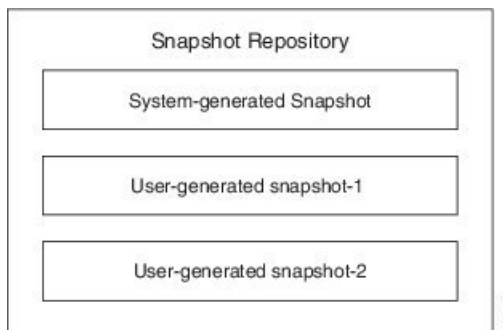 Snapshot Repository
System-generated Snapshot
User-generated snapshot-1
User-generated snapshot-2